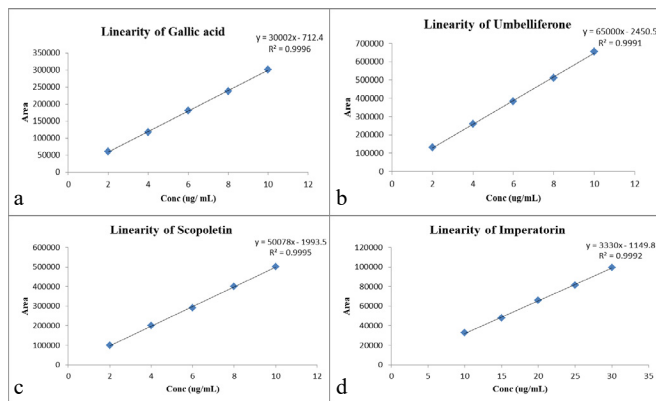 Linearity of Gallic acid
y = 30002x - 712.4
R² = 0.9996
350000
300000
250000
200000
150000
100000
50000
0
Area
0 2 4 6 8 10 12
Conc (ug/ mL)
a
Linearity of Umbelliferone
y = 65000x - 2450.5
R² = 0.9991
700000
600000
500000
400000
300000
200000
100000
0
Area
0 2 4 6 8 10 12
Conc (ug/mL)
b
Linearity of Scopoletin
y = 50078x - 1993.5
R² = 0.9995
600000
500000
400000
300000
200000
100000
0
Area
0 2 4 6 8 10 12
Conc (ug/mL)
c
Linearity of Imperatorin
y = 3330x - 1149.8
R² = 0.9992
120000
100000
80000
60000
40000
20000
0
Area
0 5 10 15 20 25 30 35
Conc (ug/mL)
d